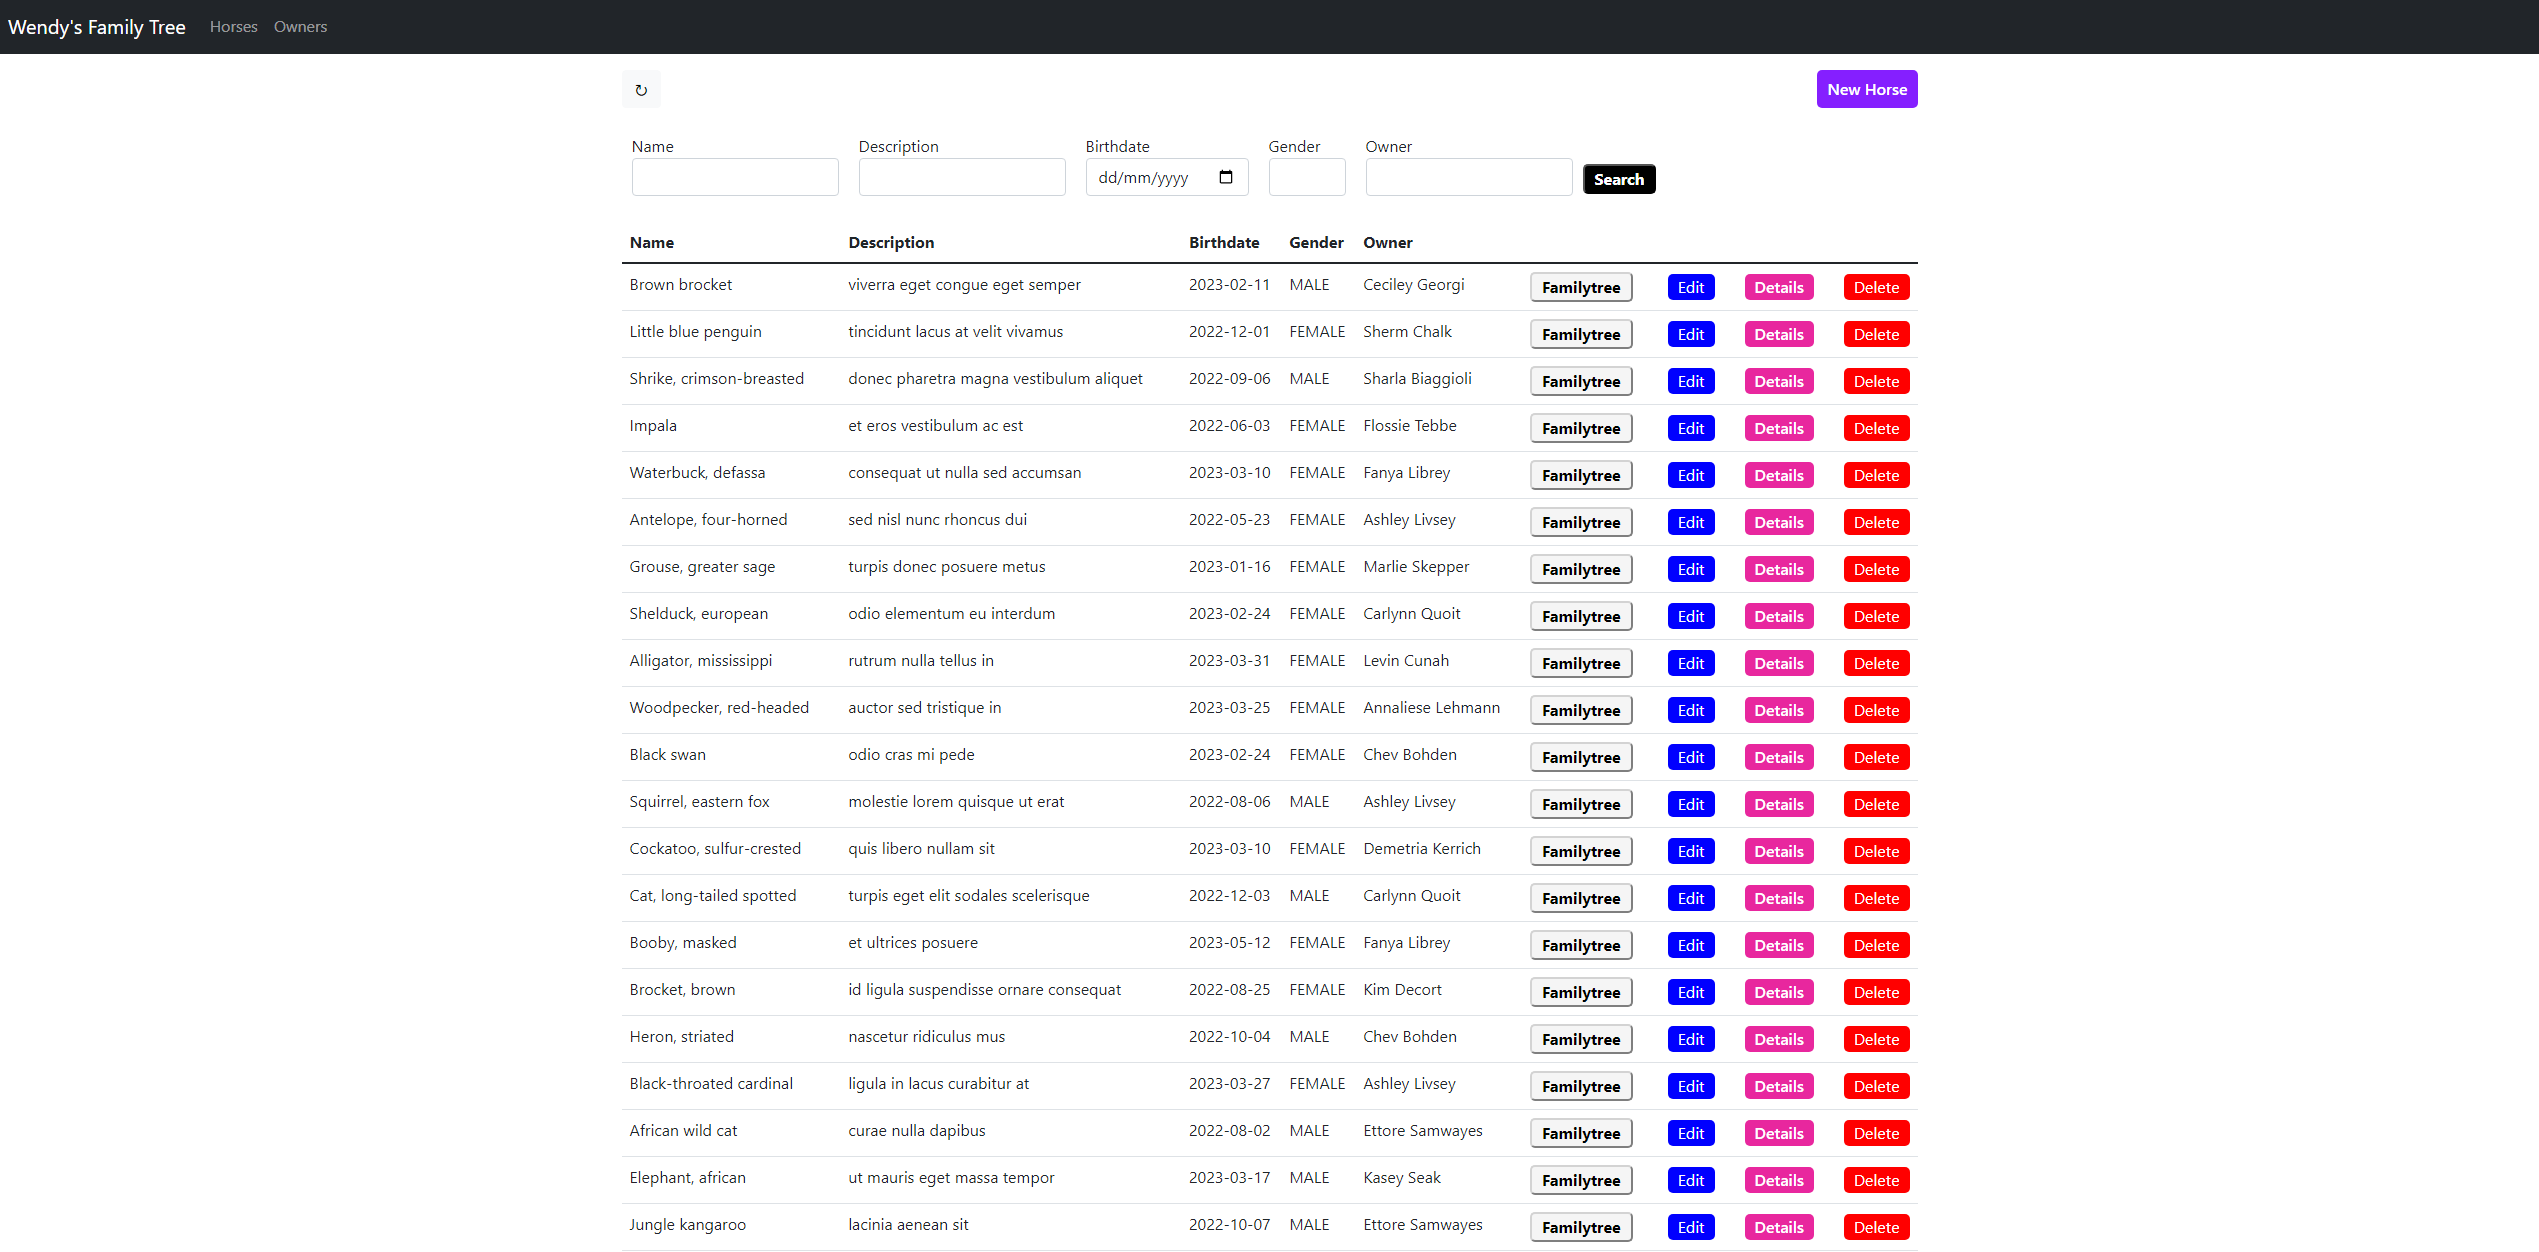 Wendy's Family Tree Horses Owners
↻ New Horse
Name Description Birthdate Gender Owner
dd/mm/yyyy Search
Name Description Birthdate Gender Owner
Brown brocket viverra eget congue eget semper 2023-02-11 MALE Ceciley Georgi Familytree Edit Details Delete
Little blue penguin tincidunt lacus at velit vivamus 2022-12-01 FEMALE Sherm Chalk Familytree Edit Details Delete
Shrike, crimson-breasted donec pharetra magna vestibulum aliquet 2022-09-06 MALE Sharla Biaggioli Familytree Edit Details Delete
Impala et eros vestibulum ac est 2022-06-03 FEMALE Flossie Tebbe Familytree Edit Details Delete
Waterbuck, defassa consequat ut nulla sed accumsan 2023-03-10 FEMALE Fanya Librey Familytree Edit Details Delete
Antelope, four-horned sed nisl nunc rhoncus dui 2022-05-23 FEMALE Ashley Livsey Familytree Edit Details Delete
Grouse, greater sage turpis donec posuere metus 2023-01-16 FEMALE Marlie Skepper Familytree Edit Details Delete
Shelduck, european odio elementum eu interdum 2023-02-24 FEMALE Carlynn Quoit Familytree Edit Details Delete
Alligator, mississippi rutrum nulla tellus in 2023-03-31 FEMALE Levin Cunah Familytree Edit Details Delete
Woodpecker, red-headed auctor sed tristique in 2023-03-25 FEMALE Annaliese Lehmann Familytree Edit Details Delete
Black swan odio cras mi pede 2023-02-24 FEMALE Chev Bohden Familytree Edit Details Delete
Squirrel, eastern fox molestie lorem quisque ut erat 2022-08-06 MALE Ashley Livsey Familytree Edit Details Delete
Cockatoo, sulfur-crested quis libero nullam sit 2023-03-10 FEMALE Demetria Kerrich Familytree Edit Details Delete
Cat, long-tailed spotted turpis eget elit sodales scelerisque 2022-12-03 MALE Carlynn Quoit Familytree Edit Details Delete
Booby, masked et ultrices posuere 2023-05-12 FEMALE Fanya Librey Familytree Edit Details Delete
Brocket, brown id ligula suspendisse ornare consequat 2022-08-25 FEMALE Kim Decort Familytree Edit Details Delete
Heron, striated nascetur ridiculus mus 2022-10-04 MALE Chev Bohden Familytree Edit Details Delete
Black-throated cardinal ligula in lacus curabitur at 2023-03-27 FEMALE Ashley Livsey Familytree Edit Details Delete
African wild cat curae nulla dapibus 2022-08-02 MALE Ettore Samwayes Familytree Edit Details Delete
Elephant, african ut mauris eget massa tempor 2023-03-17 MALE Kasey Seak Familytree Edit Details Delete
Jungle kangaroo lacinia aenean sit 2022-10-07 MALE Ettore Samwayes Familytree Edit Details Delete